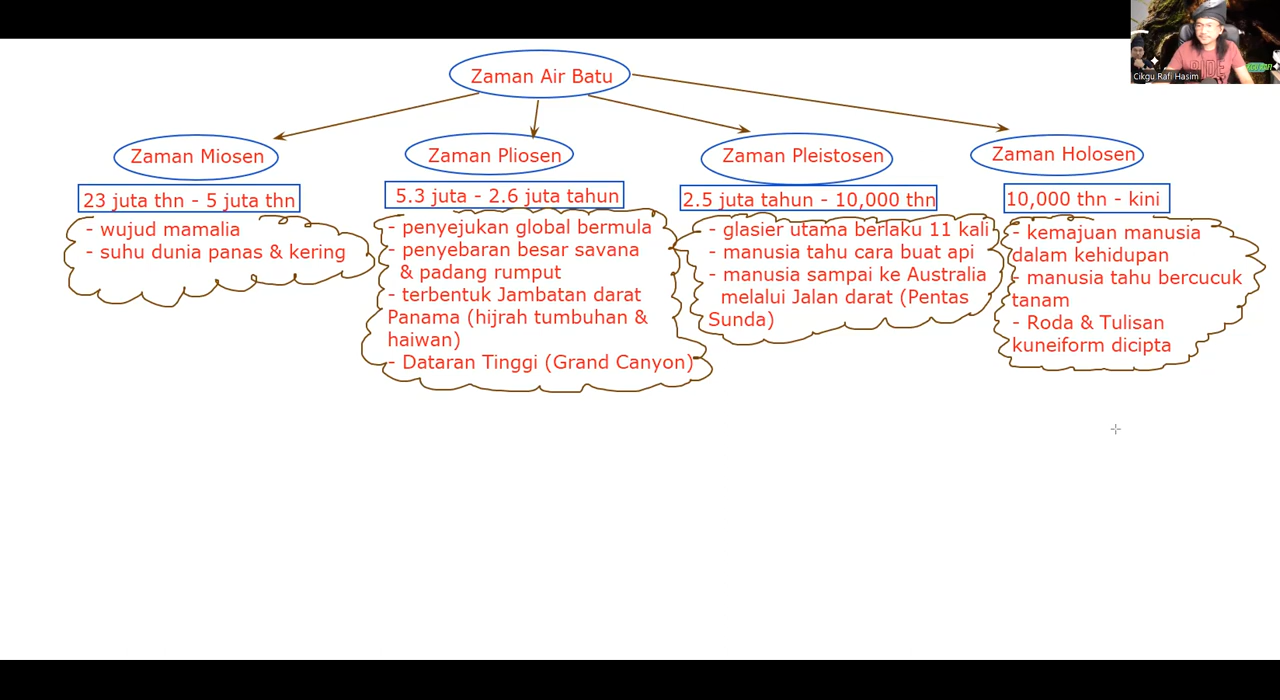 Cikgu Rafi Hasim
Zaman Air Batu
Zaman Miosen
23 juta thn - 5 juta thn
- wujud mamalia
- suhu dunia panas & kering
Zaman Pliosen
5.3 juta - 2.6 juta tahun
- penyejukan global bermula
- penyebaran besar savana
& padang rumput
- terbentuk Jambatan darat
Panama (hijrah tumbuhan &
haiwan)
- Dataran Tinggi (Grand Canyon)
Zaman Pleistosen
2.5 juta tahun - 10,000 thn
- glasier utama berlaku 11 kali
- manusia tahu cara buat api
- manusia sampai ke Australia
melalui Jalan darat (Pentas
Sunda)
Zaman Holosen
10,000 thn - kini
- kemajuan manusia
dalam kehidupan
- manusia tahu bercucuk
tanam
- Roda & Tulisan
kuneiform dicipta